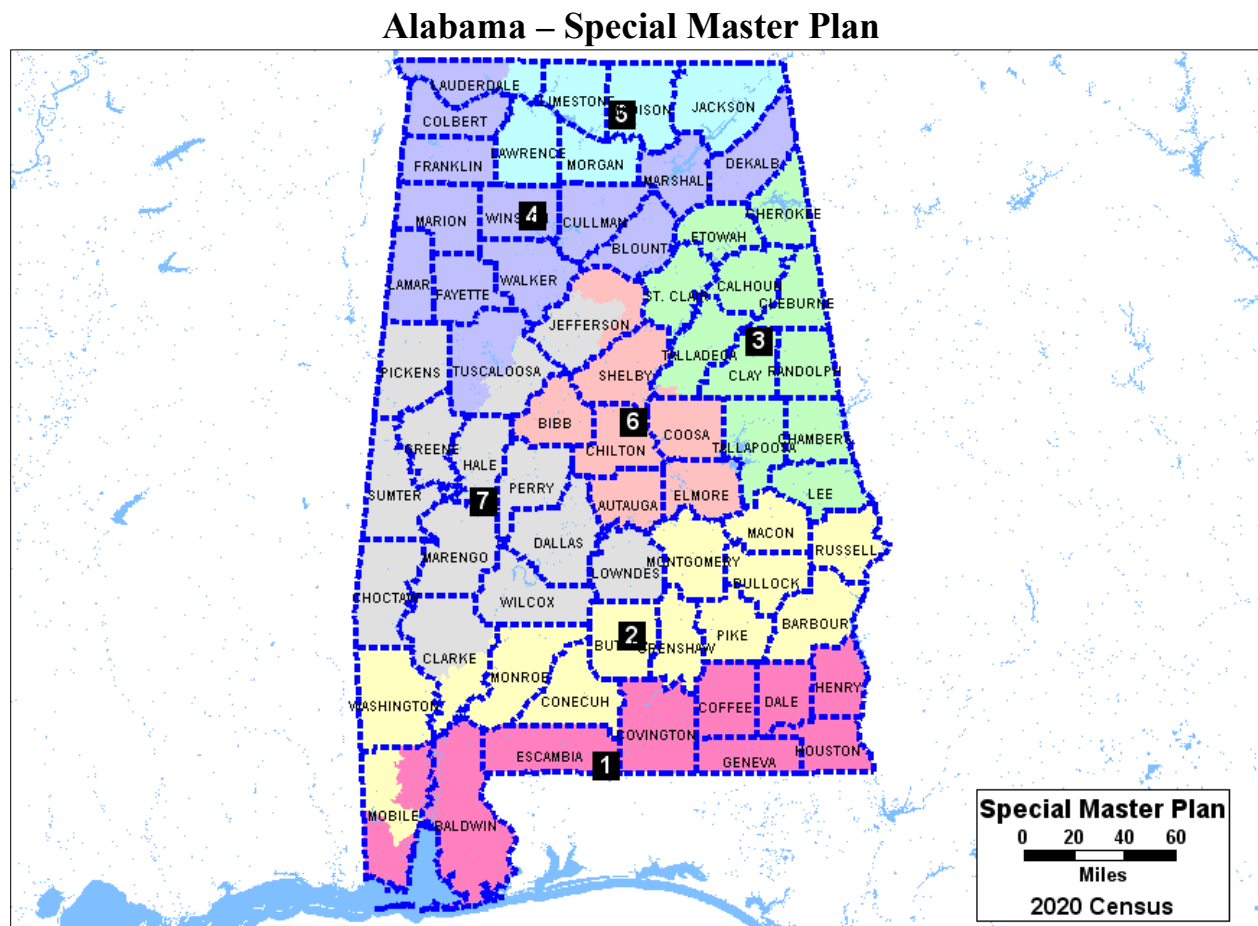 Alabama – Special Master Plan
LAUDERDALE
LIMESTONE
MADISON
JACKSON
5
COLBERT
LAWRENCE
FRANKLIN
MORGAN
DEKALB
MARSHALL
4
MARION
WINSTON
CULLMAN
CHEROKEE
ETOWAH
BLOUNT
LAMAR
FAYETTE
WALKER
ST. CLAIR
CALHOUN
CLEBURNE
JEFFERSON
3
TALLADEGA
PICKENS
TUSCALOOSA
SHELBY
CLAY
RANDOLPH
6
BIBB
COOSA
CHAMBERS
GREENE
CHILTON
TALLAPOOSA
HALE
SUMTER
7
PERRY
AUTAUGA
ELMORE
LEE
MACON
DALLAS
MARENGO
MONTGOMERY
RUSSELL
LOWNDES
BULLOCK
CHOCTAW
WILCOX
2
BUTLER
CRENSHAW
PIKE
BARBOUR
CLARKE
MONROE
WASHINGTON
CONECUH
COFFEE
DALE
HENRY
COVINGTON
ESCAMBIA
1
GENEVA
HOUSTON
MOBILE
BALDWIN
Special Master Plan
0 20 40 60
Miles
2020 Census